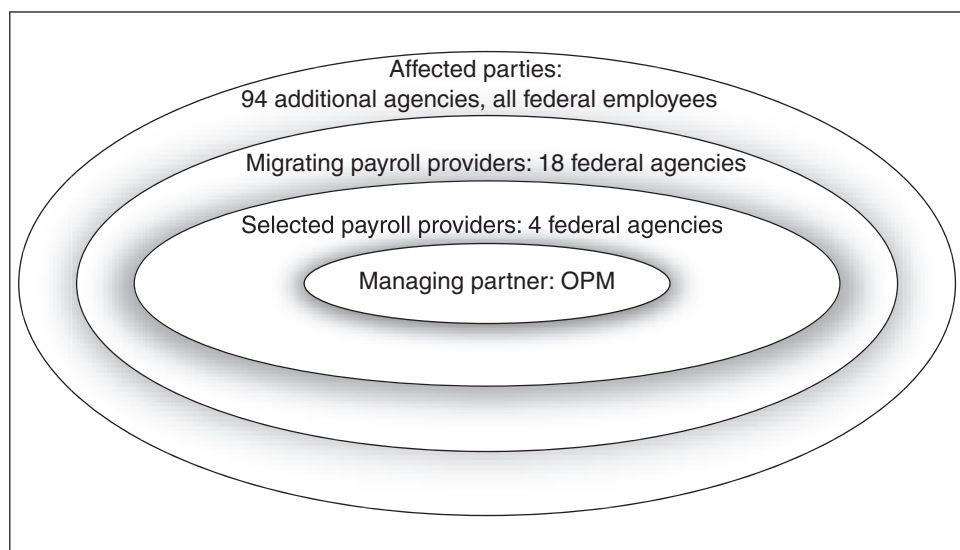 Affected parties:
94 additional agencies, all federal employees
Migrating payroll providers: 18 federal agencies
Selected payroll providers: 4 federal agencies
Managing partner: OPM